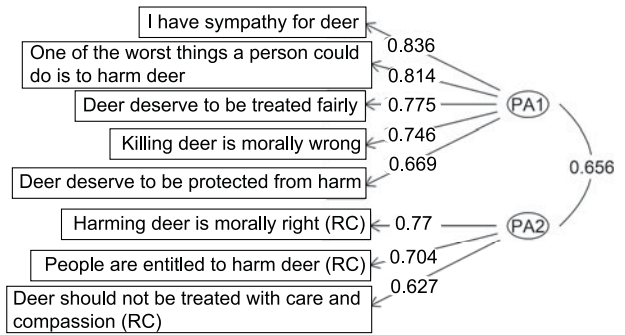 I have sympathy for deer
0.836
One of the worst things a person could
do is to harm deer
0.814
Deer deserve to be treated fairly
0.775
PA1
Killing deer is morally wrong
0.746
Deer deserve to be protected from harm
0.669
0.656
Harming deer is morally right (RC)
0.77
PA2
People are entitled to harm deer (RC)
0.704
Deer should not be treated with care and
compassion (RC)
0.627